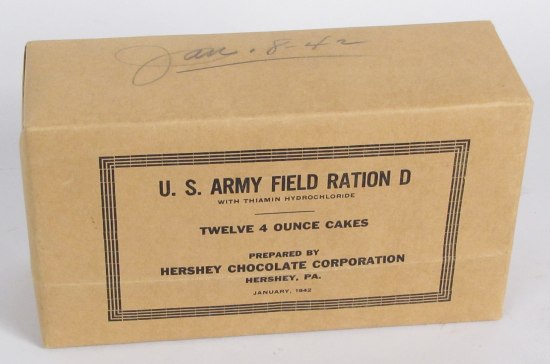 Jan. 8-42
U. S. ARMY FIELD RATION D
WITH THIAMIN HYDROCHLORIDE
TWELVE 4 OUNCE CAKES
PREPARED BY
HERSHEY CHOCOLATE CORPORATION
HERSHEY, PA.
JANUARY, 1942